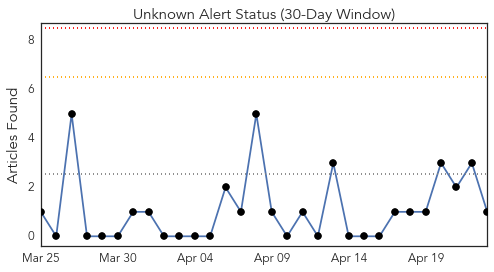 Unknown Alert Status (30-Day Window)
Articles Found
8
6
4
2
0
Mar 25 Mar 30 Apr 04 Apr 09 Apr 14 Apr 19